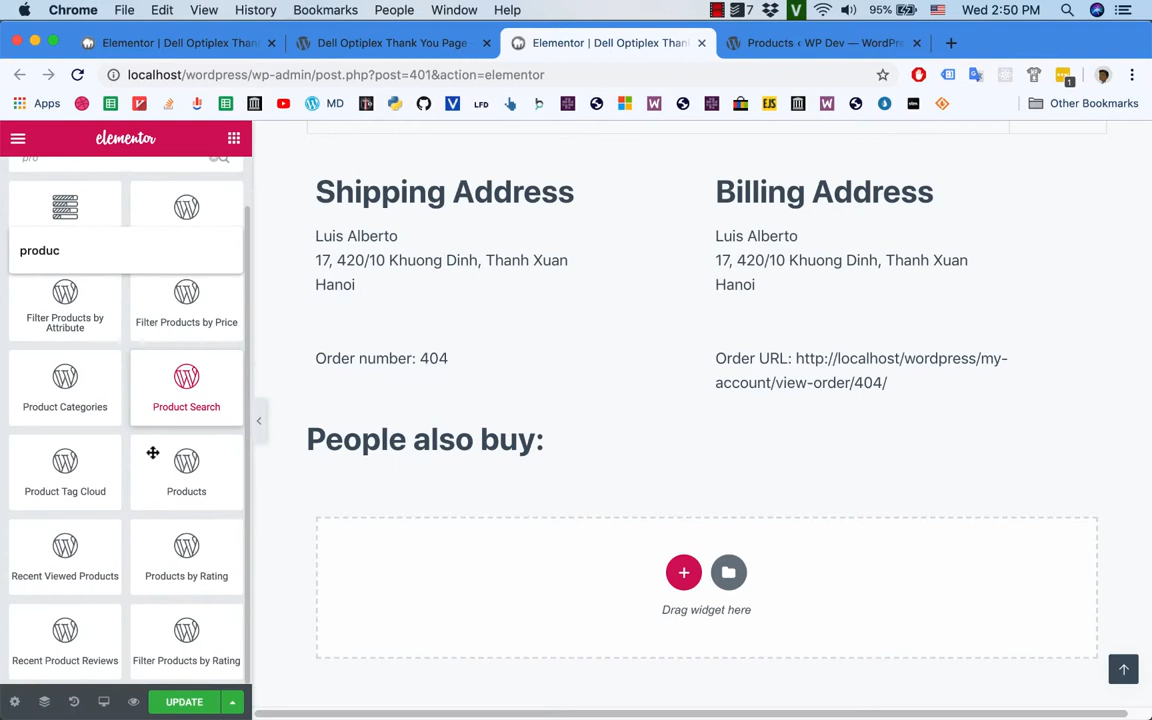 Chrome File Edit View History Bookmarks People Window Help 7 95% Wed 2:50 PM
Elementor | Dell Optiplex Than Dell Optiplex Thank You Page Elementor | Dell Optiplex Than Products ‹ WP Dev — WordPre
localhost/wordpress/wp-admin/post.php?post=401&action=elementor
Apps MD LFD EJS Other Bookmarks
elementor
pro
produc
Filter Products by Attribute
Filter Products by Price
Product Categories
Product Search
Product Tag Cloud
Products
Recent Viewed Products
Products by Rating
Recent Product Reviews
Filter Products by Rating
UPDATE
Shipping Address
Luis Alberto
17, 420/10 Khuong Dinh, Thanh Xuan
Hanoi
Billing Address
Luis Alberto
17, 420/10 Khuong Dinh, Thanh Xuan
Hanoi
Order number: 404
Order URL: http://localhost/wordpress/my-
account/view-order/404/
People also buy:
Drag widget here